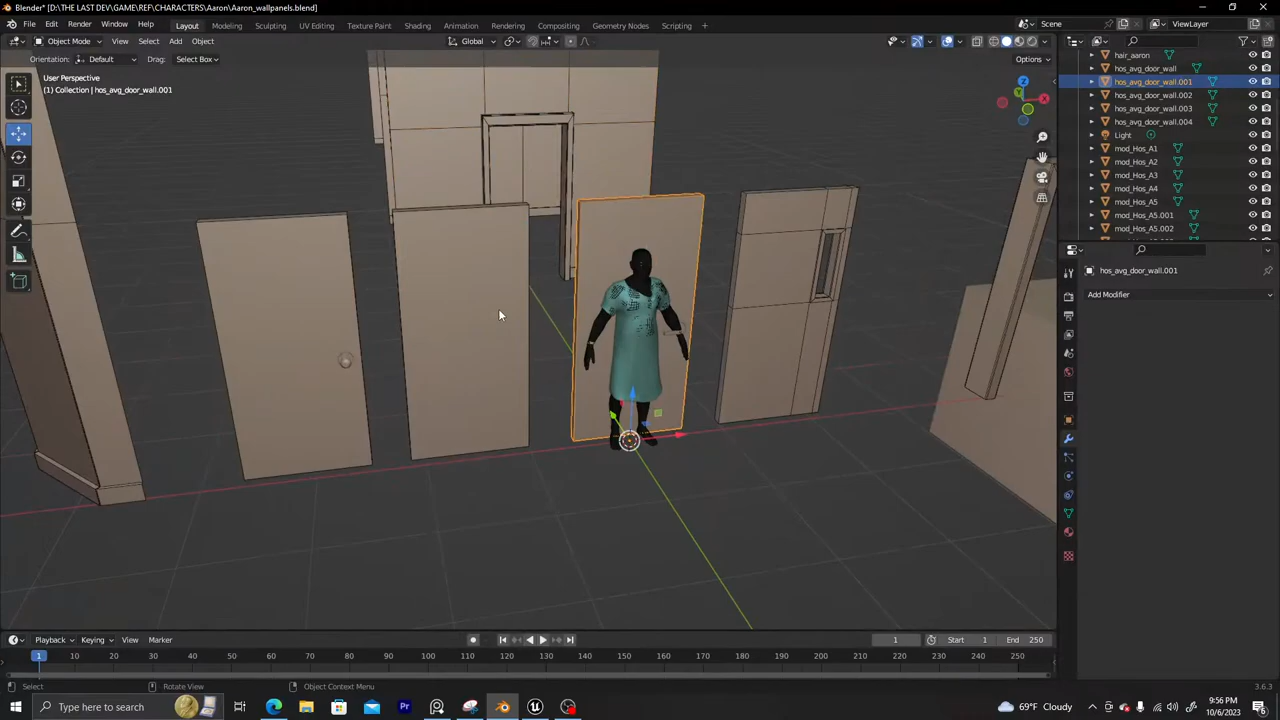 Blender* [D:\THE LAST DEV\GAME\REF\CHARACTERS\Aaron\Aaron_wallpanels.blend]
File Edit Render Window Help Layout Modeling Sculpting UV Editing Texture Paint Shading Animation Rendering Compositing Geometry Nodes Scripting + Scene ViewLayer
Object Mode View Select Add Object Global
Orientation: Default Drag: Select Box Options
User Perspective
(1) Collection | hos_avg_door_wall.001
X
Y
Z
hair_aaron
hos_avg_door_wall
hos_avg_door_wall.001
hos_avg_door_wall.002
hos_avg_door_wall.003
hos_avg_door_wall.004
Light
mod_Hos_A1
mod_Hos_A2
mod_Hos_A3
mod_Hos_A4
mod_Hos_A5
mod_Hos_A5.001
mod_Hos_A5.002
hos_avg_door_wall.001
Add Modifier
Playback Keying View Marker 1 Start 1 End 250
1 10 20 30 40 50 60 70 80 90 100 110 120 130 140 150 160 170 180 190 200 210 220 230 240 250
Select Rotate View Object Context Menu 3.6.3
Type here to search 69°F Cloudy 9:56 PM
10/6/2023